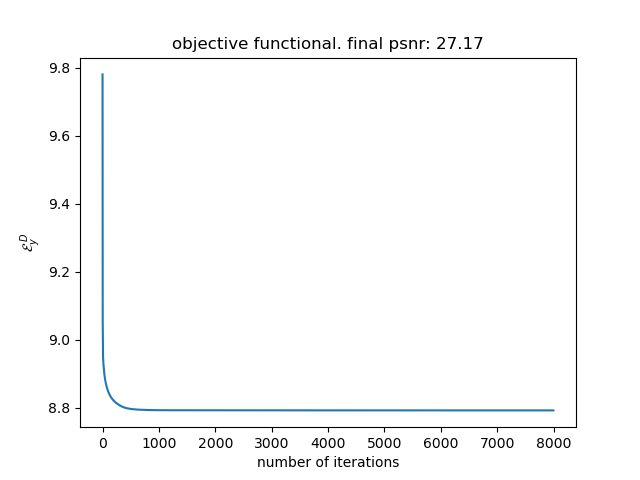 objective functional. final psnr: 27.17
9.8
9.6
9.4
9.2
9.0
8.8
ℰ_y^D
0 1000 2000 3000 4000 5000 6000 7000 8000
number of iterations